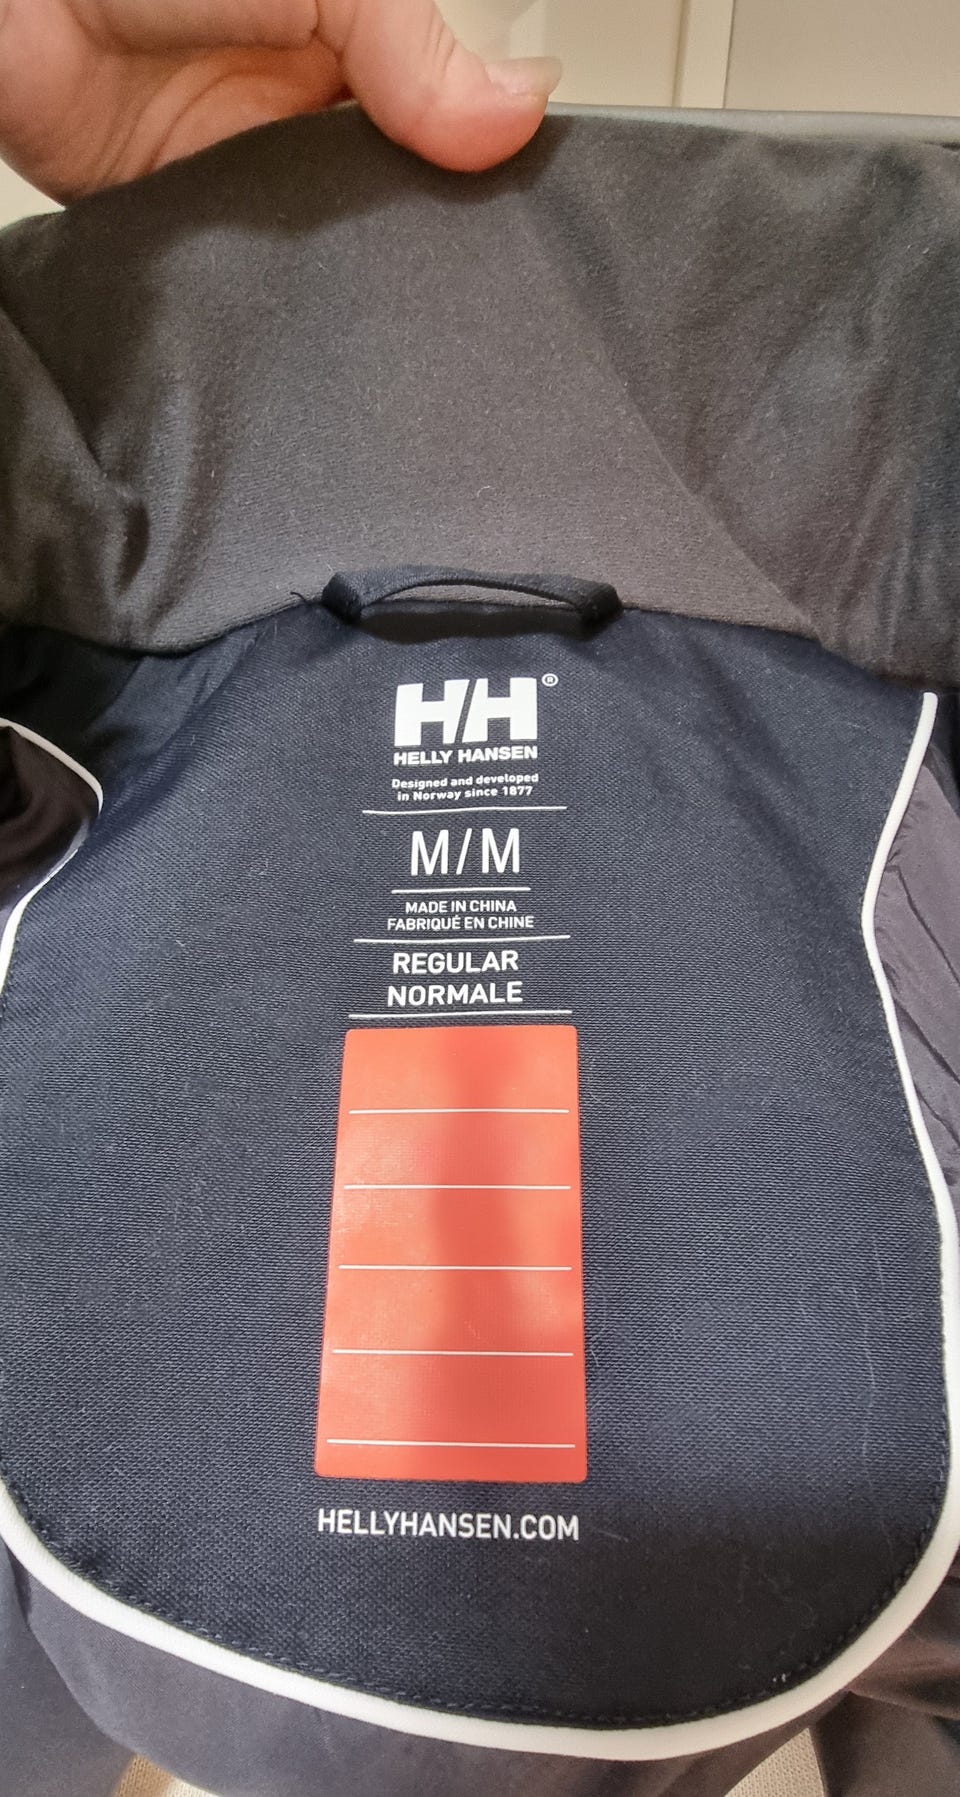 HH®
HELLY HANSEN
Designed and developed
in Norway since 1877
M/M
MADE IN CHINA
FABRIQUÉ EN CHINE
REGULAR
NORMALE
HELLYHANSEN.COM